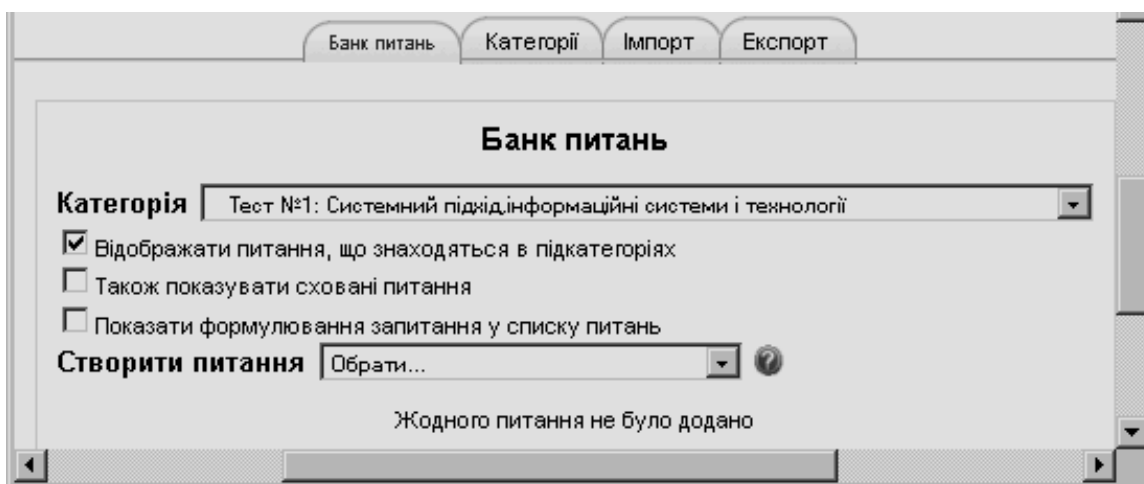 Банк питань Категорії Імпорт Експорт
Банк питань
Категорія Тест №1: Системний підхід,інформаційні системи і технології
Відображати питання, що знаходяться в підкатегоріях
Також показувати сховані питання
Показати формулювання запитання у списку питань
Створити питання Обрати... ?
Жодного питання не було додано